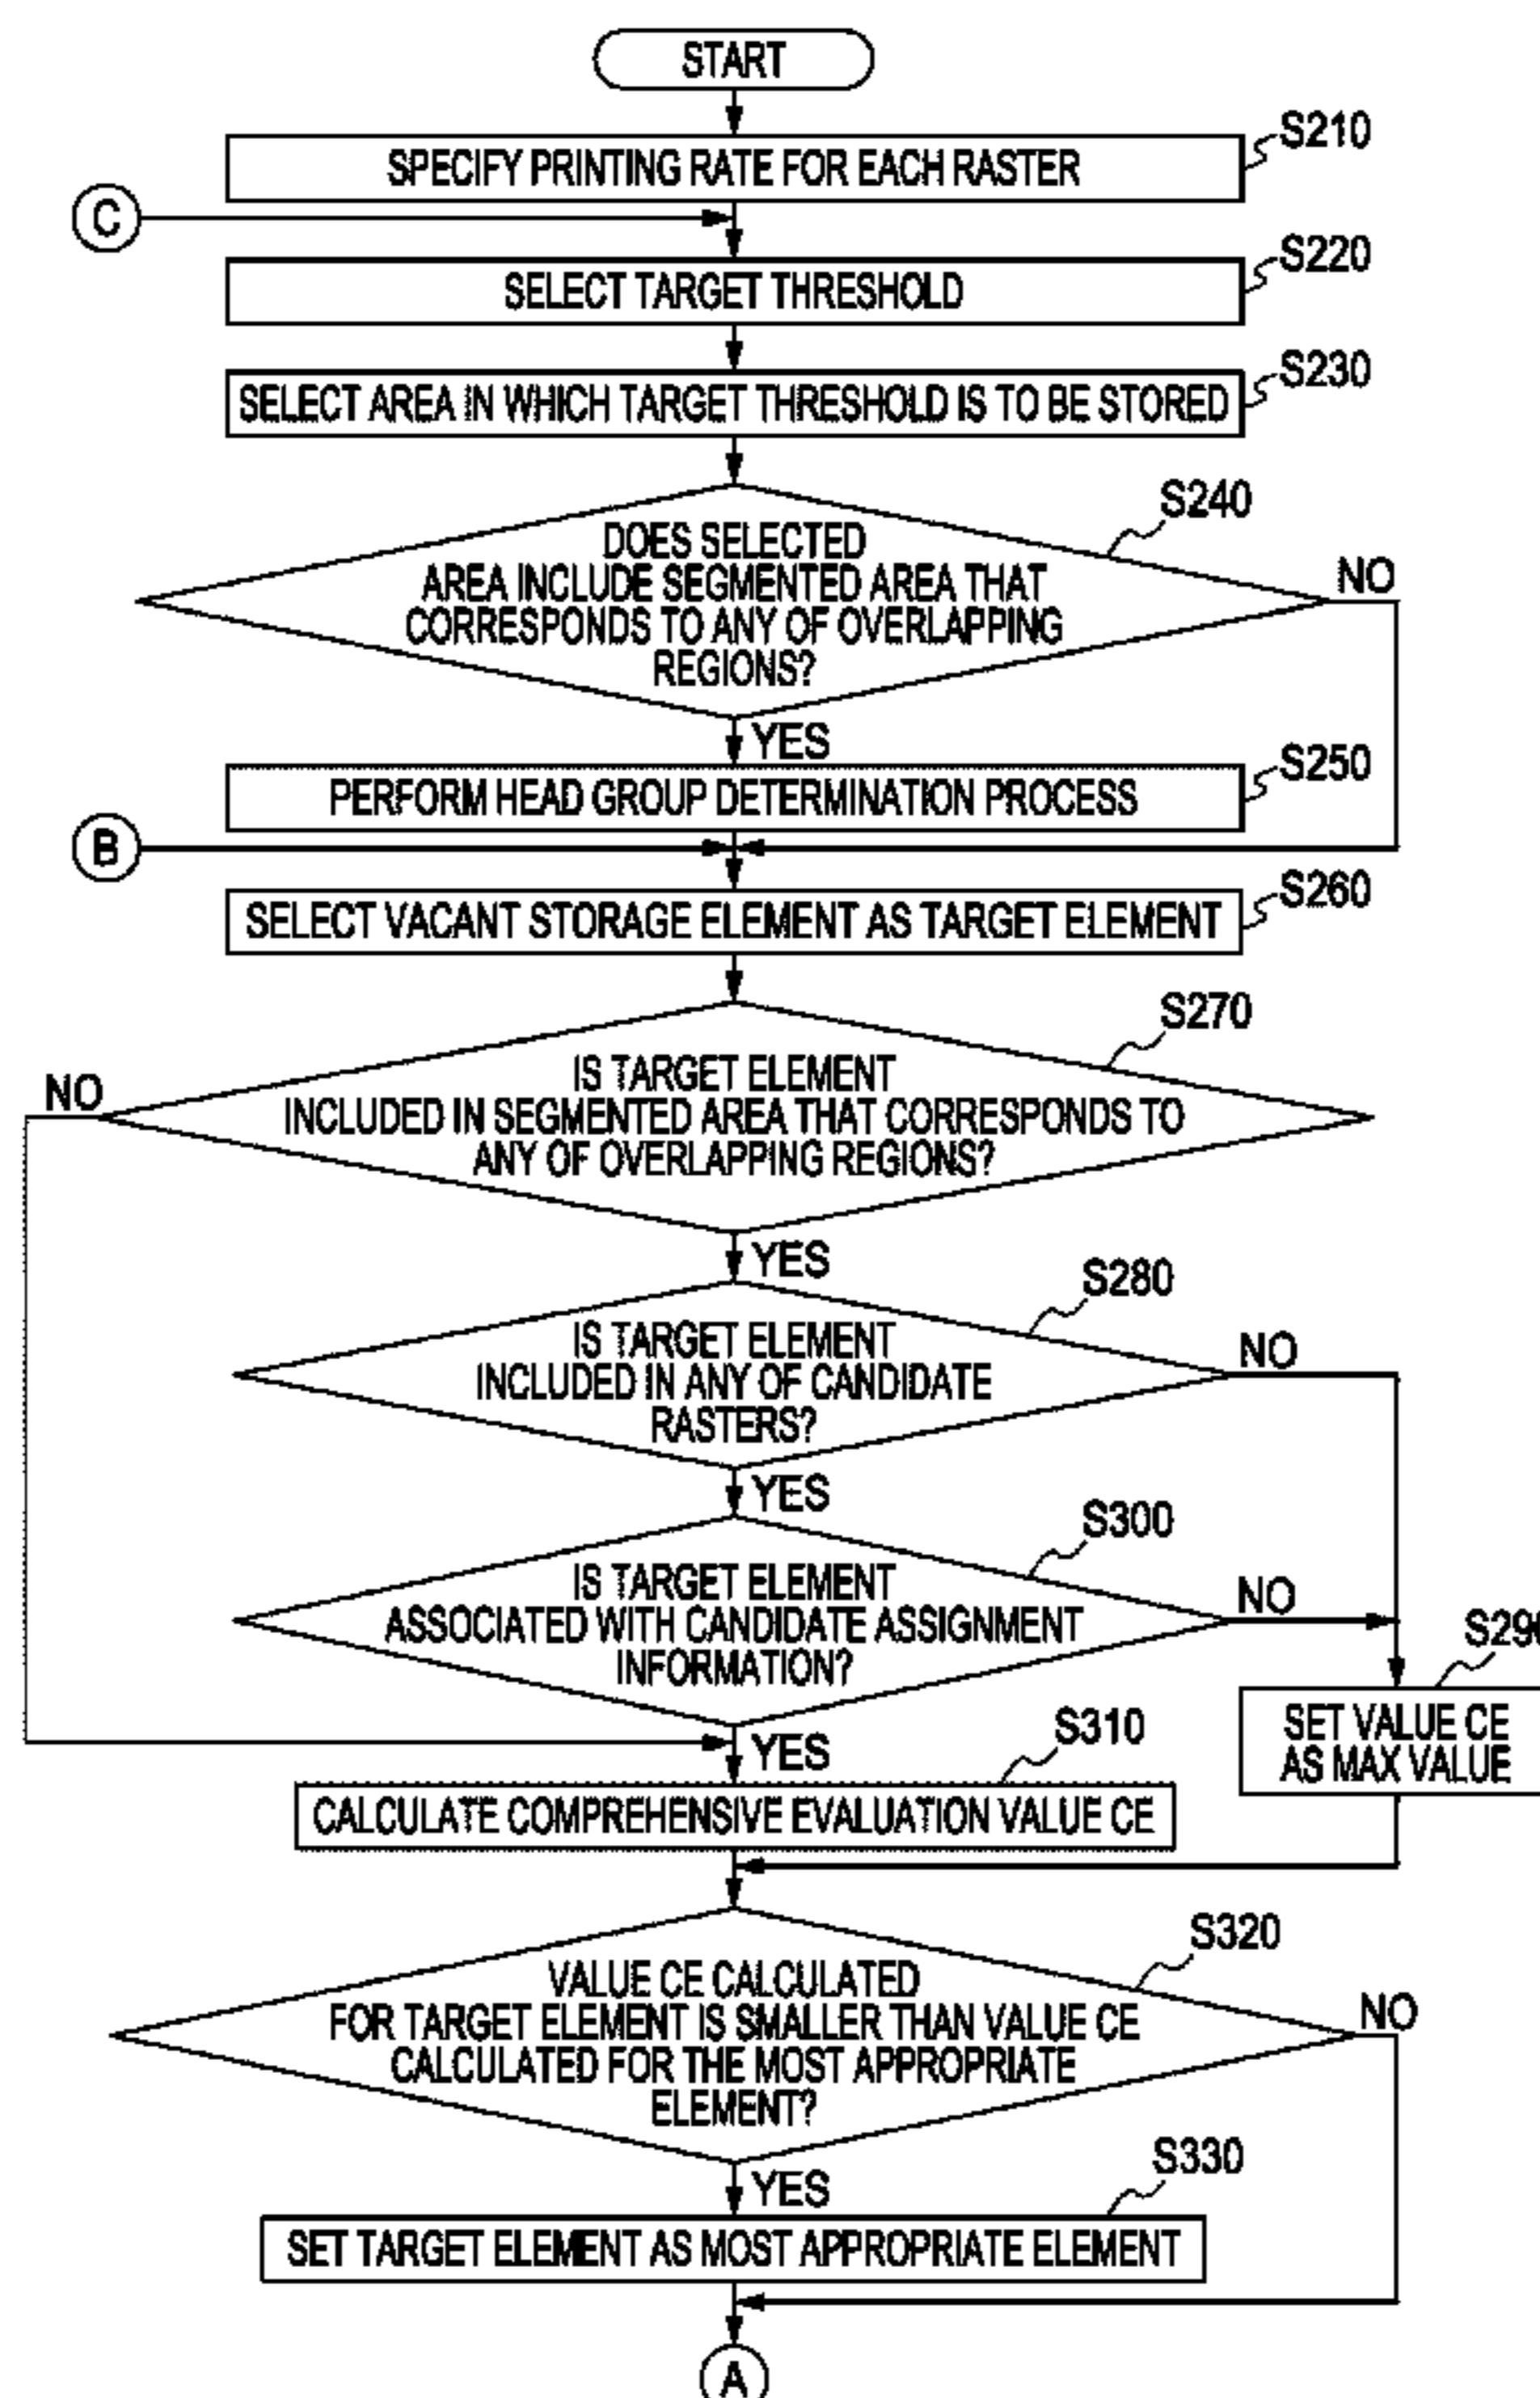 START
SPECIFY PRINTING RATE FOR EACH RASTER
S210
C
SELECT TARGET THRESHOLD
S220
SELECT AREA IN WHICH TARGET THRESHOLD IS TO BE STORED
S230
DOES SELECTED
AREA INCLUDE SEGMENTED AREA THAT
CORRESPONDS TO ANY OF OVERLAPPING
REGIONS?
S240
NO
YES
PERFORM HEAD GROUP DETERMINATION PROCESS
S250
B
SELECT VACANT STORAGE ELEMENT AS TARGET ELEMENT
S260
IS TARGET ELEMENT
INCLUDED IN SEGMENTED AREA THAT CORRESPONDS TO
ANY OF OVERLAPPING REGIONS?
S270
NO
YES
IS TARGET ELEMENT
INCLUDED IN ANY OF CANDIDATE
RASTERS?
S280
NO
YES
IS TARGET ELEMENT
ASSOCIATED WITH CANDIDATE ASSIGNMENT
INFORMATION?
S300
NO
S290
SET VALUE CE
AS MAX VALUE
YES
S310
CALCULATE COMPREHENSIVE EVALUATION VALUE CE
VALUE CE CALCULATED
FOR TARGET ELEMENT IS SMALLER THAN VALUE CE
CALCULATED FOR THE MOST APPROPRIATE
ELEMENT?
S320
NO
YES
S330
SET TARGET ELEMENT AS MOST APPROPRIATE ELEMENT
A